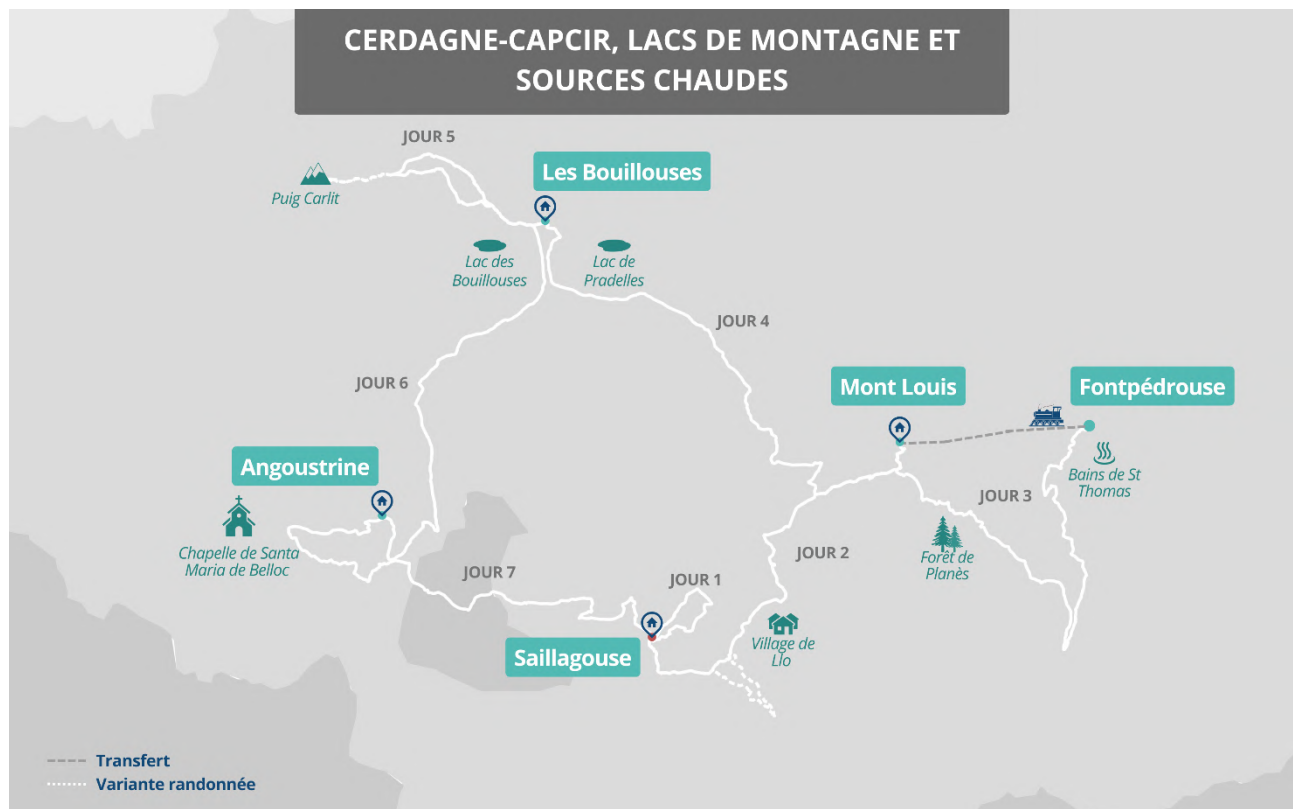 CERDAGNE-CAPCIR, LACS DE MONTAGNE ET
SOURCES CHAUDES
JOUR 5
Les Bouillouses
Puig Carlit
Lac des
Bouillouses
Lac de
Pradelles
JOUR 4
JOUR 6
Mont Louis
Fontpédrouse
Angoustrine
Bains de St
Thomas
JOUR 3
Chapelle de Santa
Maria de Belloc
JOUR 2
Forêt de
Planès
JOUR 7
JOUR 1
Saillagouse
Village de
Llo
Transfert
Variante randonnée